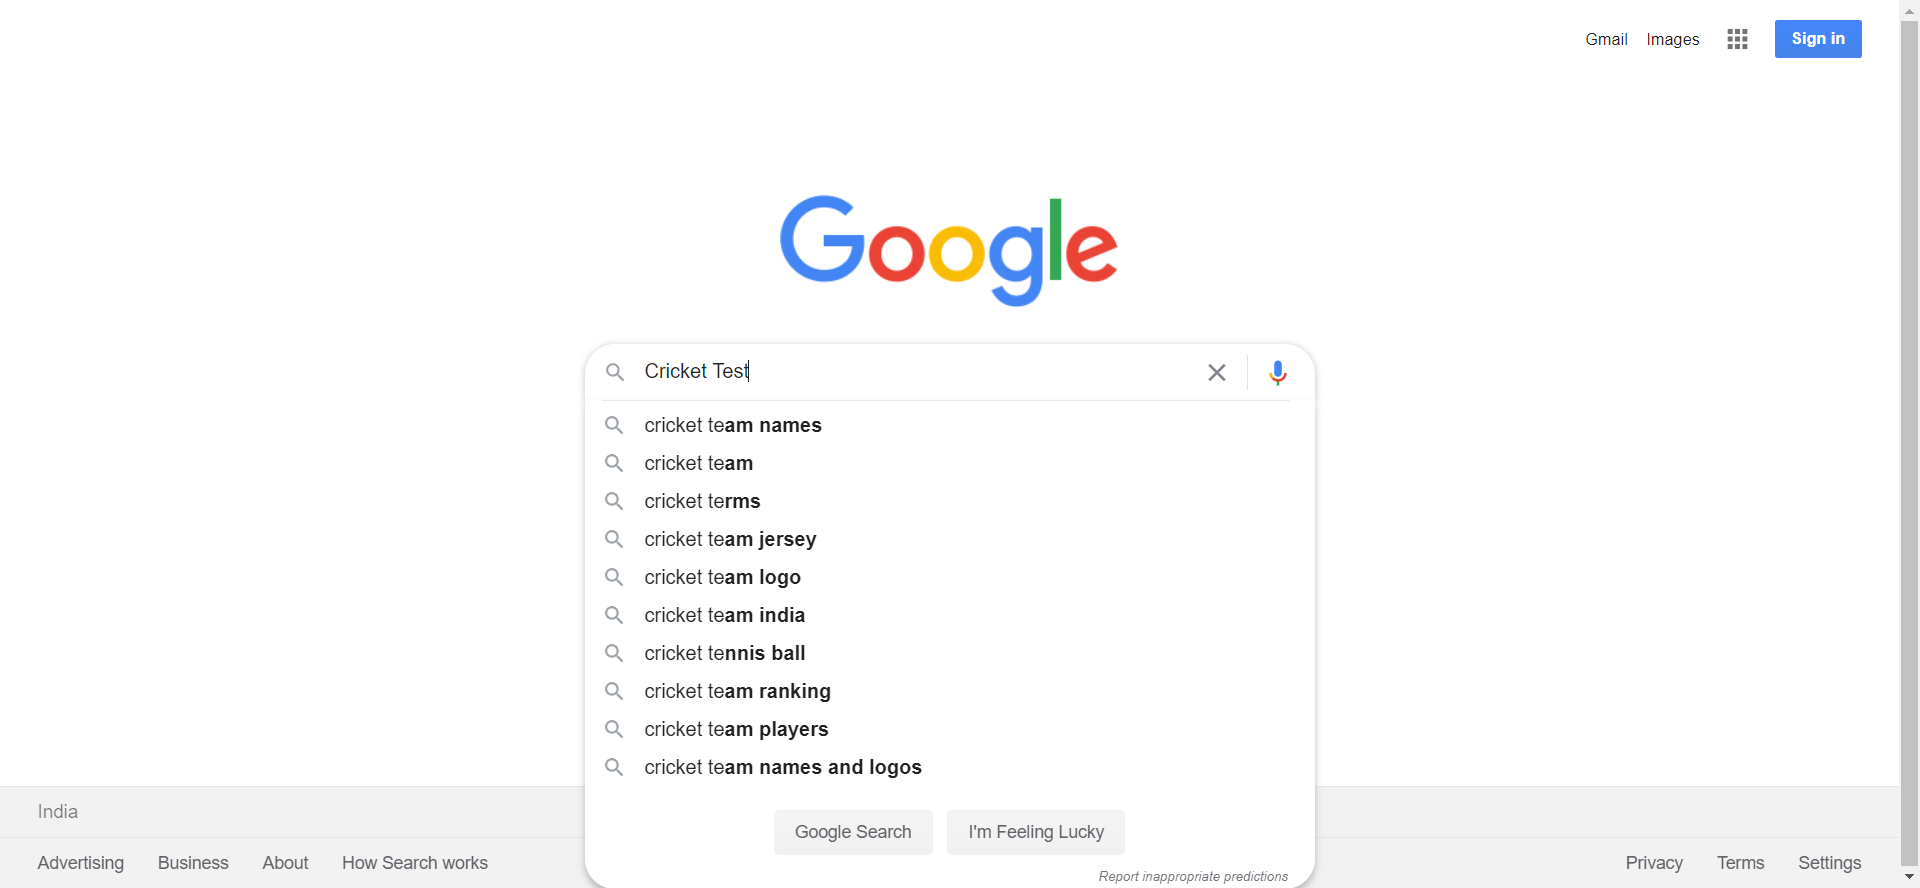 Gmail Images Sign in
Google
Cricket Test
cricket team names
cricket team
cricket terms
cricket team jersey
cricket team logo
cricket team india
cricket tennis ball
cricket team ranking
cricket team players
cricket team names and logos
Google Search I'm Feeling Lucky
Report inappropriate predictions
India
Advertising Business About How Search works Privacy Terms Settings